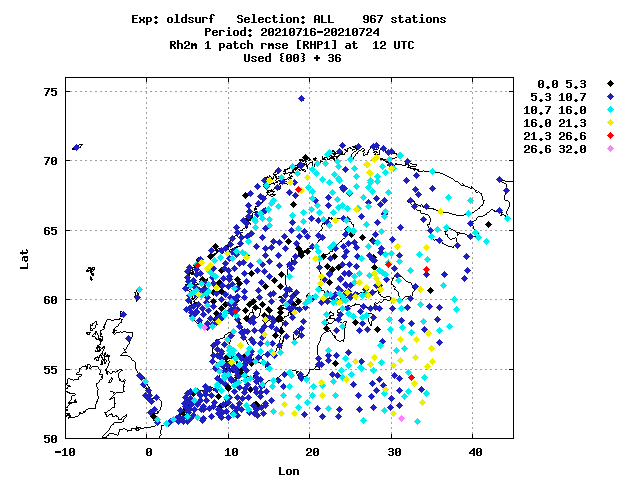 Exp: oldsurf   Selection: ALL    967 stations
Period: 20210716-20210724
Rh2m 1 patch rmse [RHP1] at  12 UTC
Used {00} + 36
0.0 5.3
5.3 10.7
10.7 16.0
16.0 21.3
21.3 26.6
26.6 32.0
75
70
65
60
55
50
Lat
-10 0 10 20 30 40
Lon